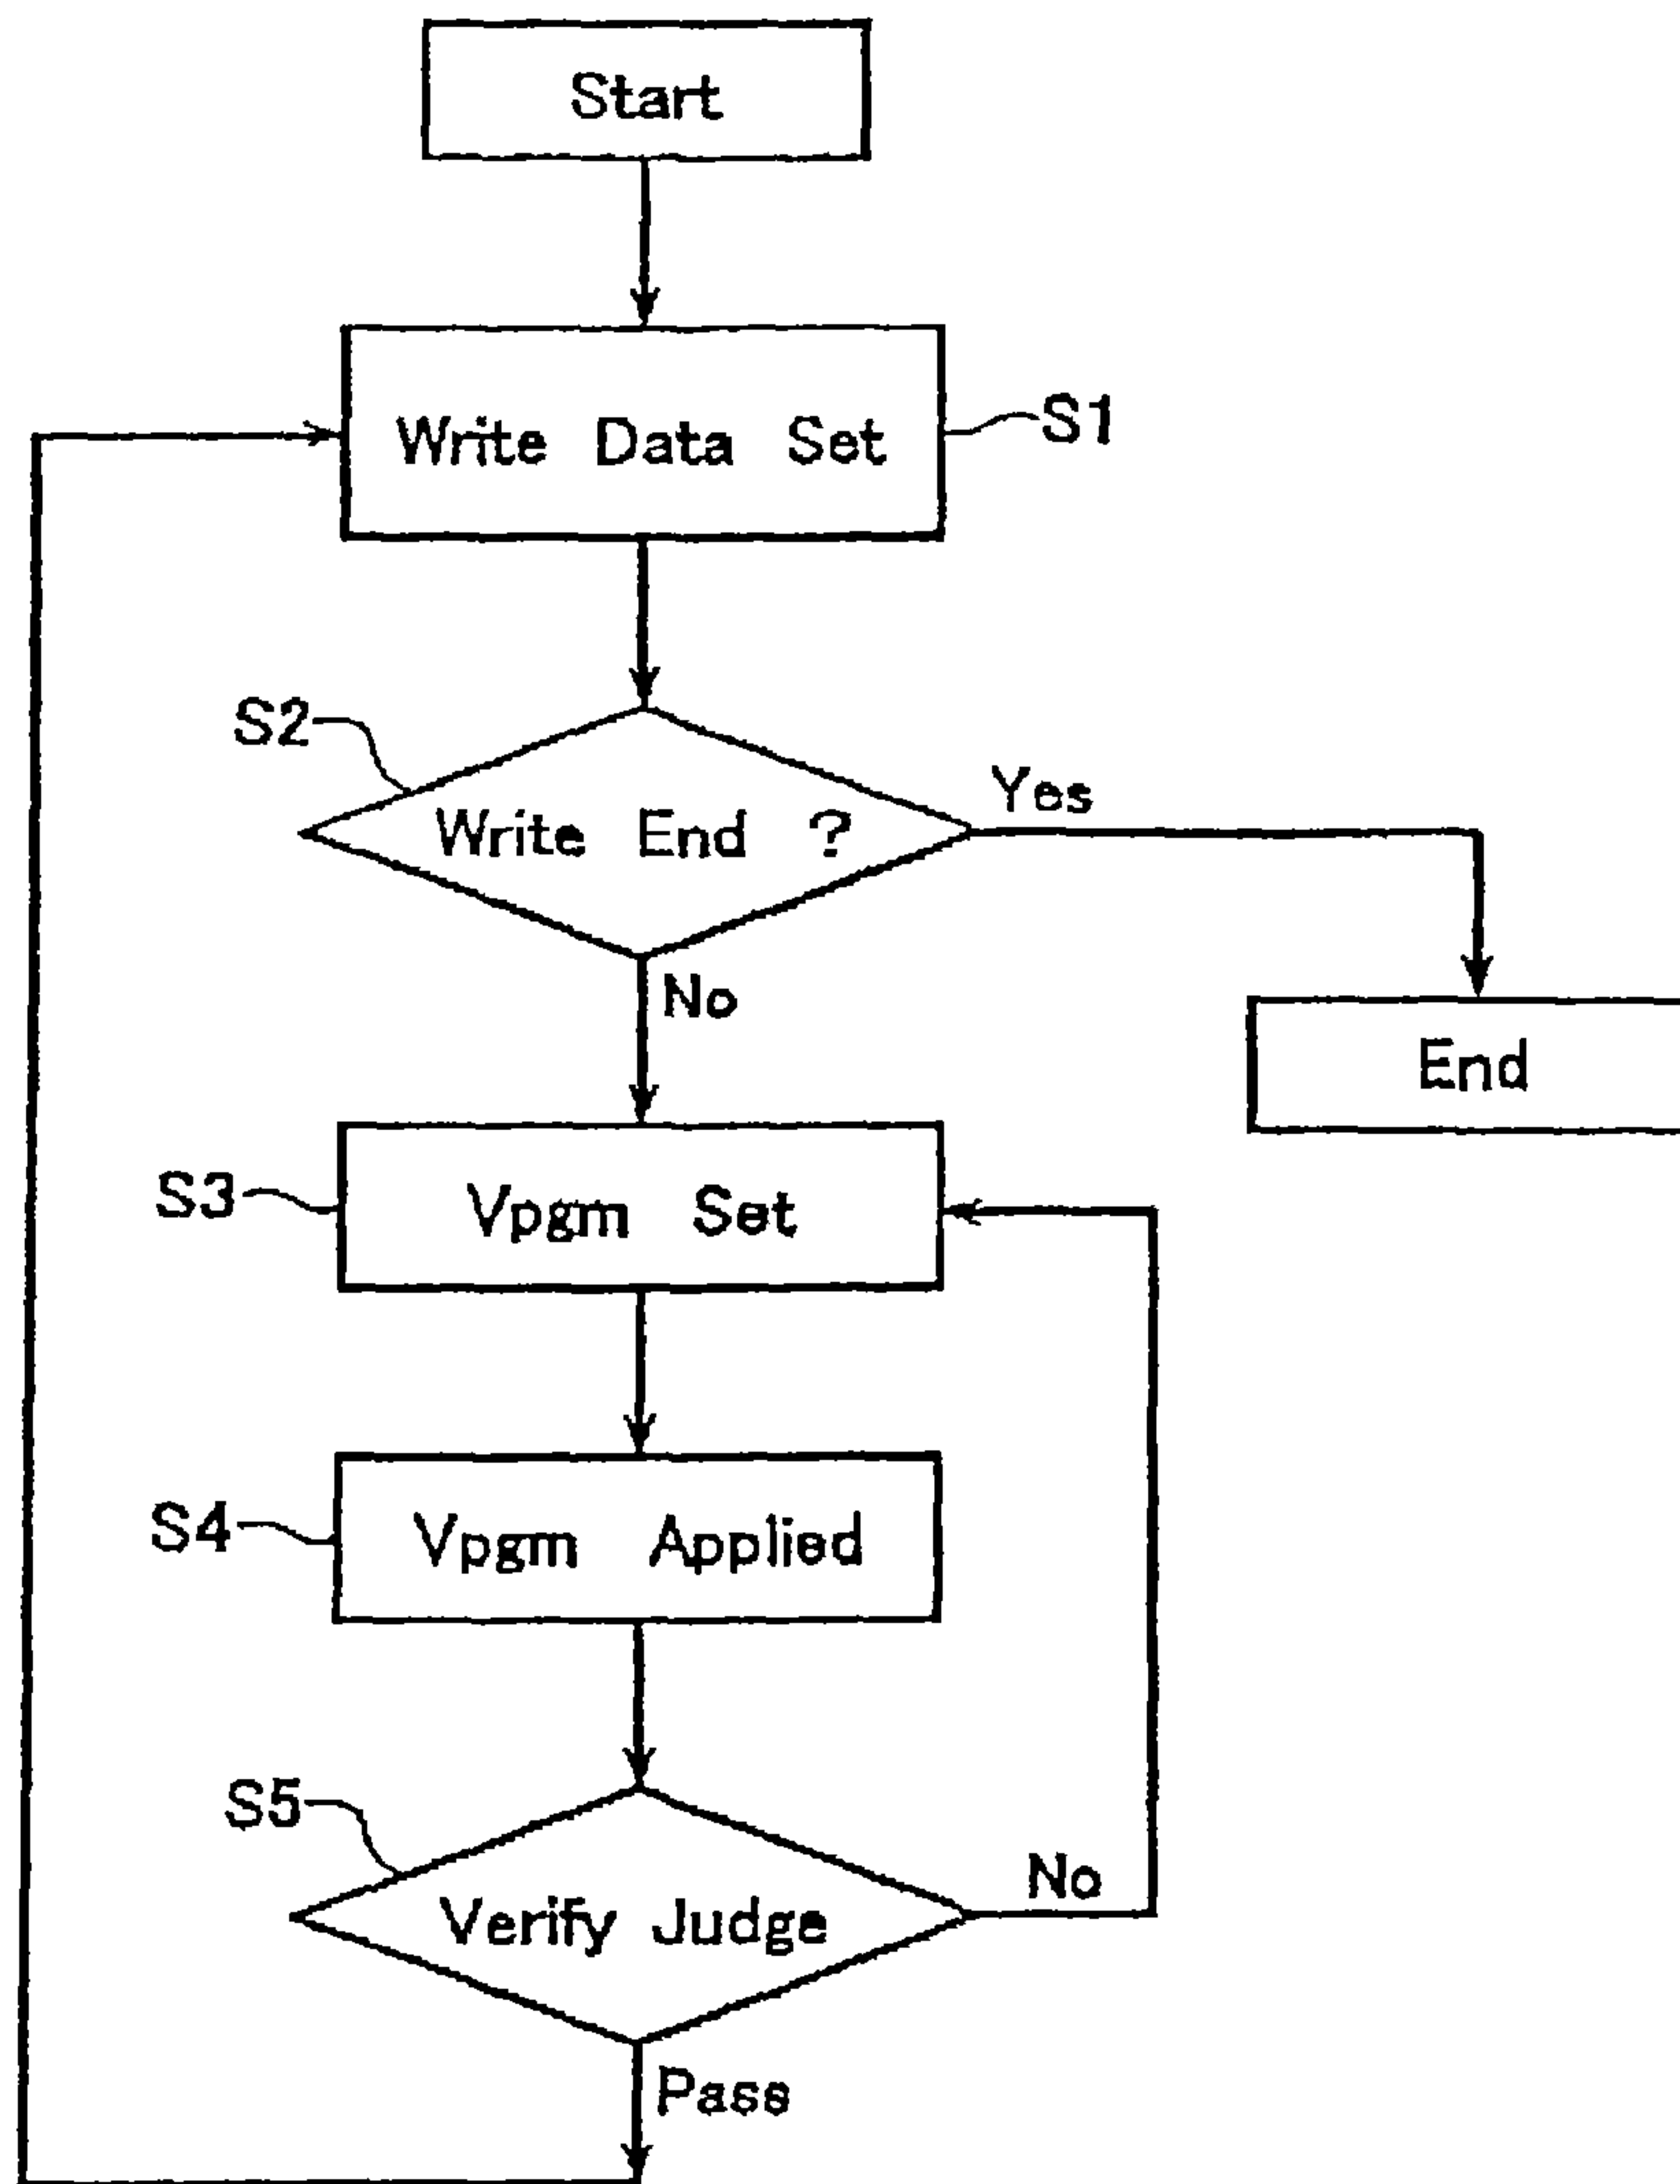 Start
Write Data Set
S1
S2
Write End ?
Yes
No
End
S3
Vpgm Set
S4
Vpgm Applied
S5
Verify Judge
No
Pass